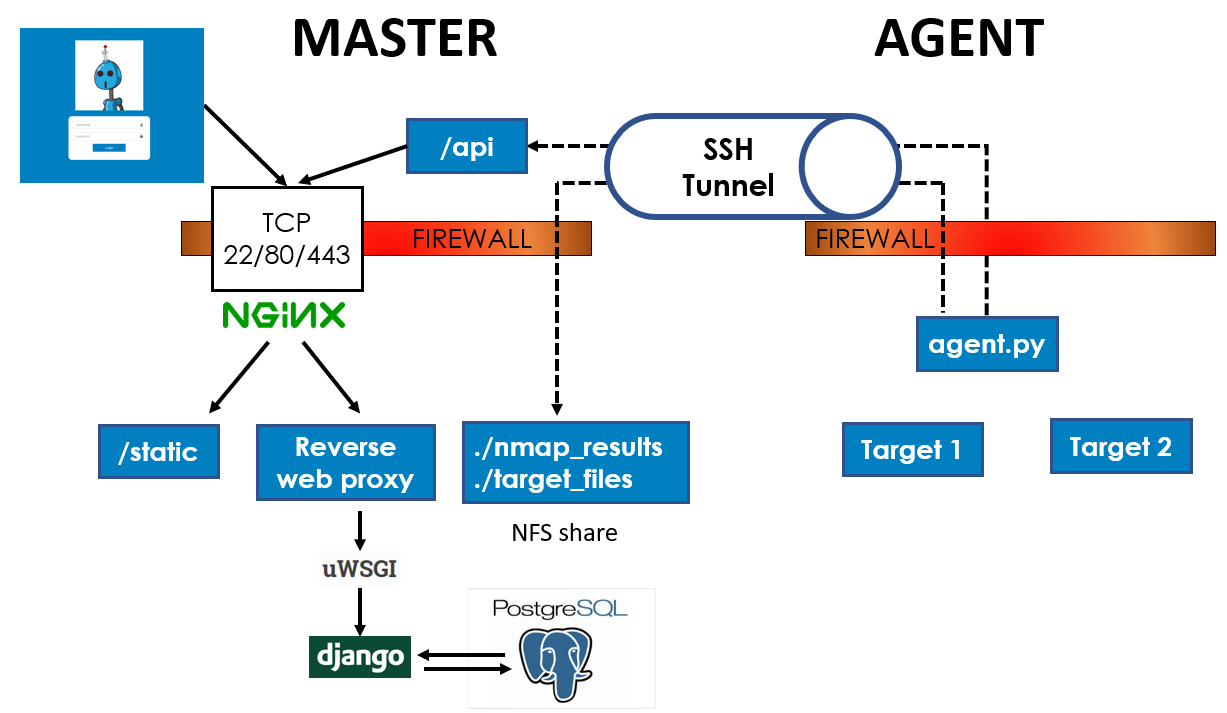 MASTER
AGENT
/api
SSH
Tunnel
TCP
22/80/443
FIREWALL
FIREWALL
NGiNX
agent.py
/static
Reverse
web proxy
./nmap_results
./target_files
Target 1
Target 2
NFS share
uWSGI
PostgreSQL
django